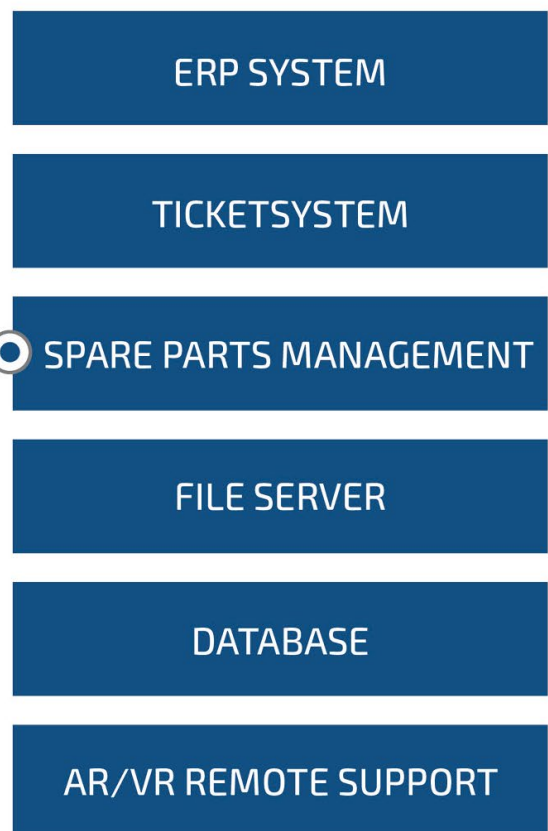 ERP SYSTEM
TICKETSYSTEM
SPARE PARTS MANAGEMENT
FILE SERVER
DATABASE
AR/VR REMOTE SUPPORT